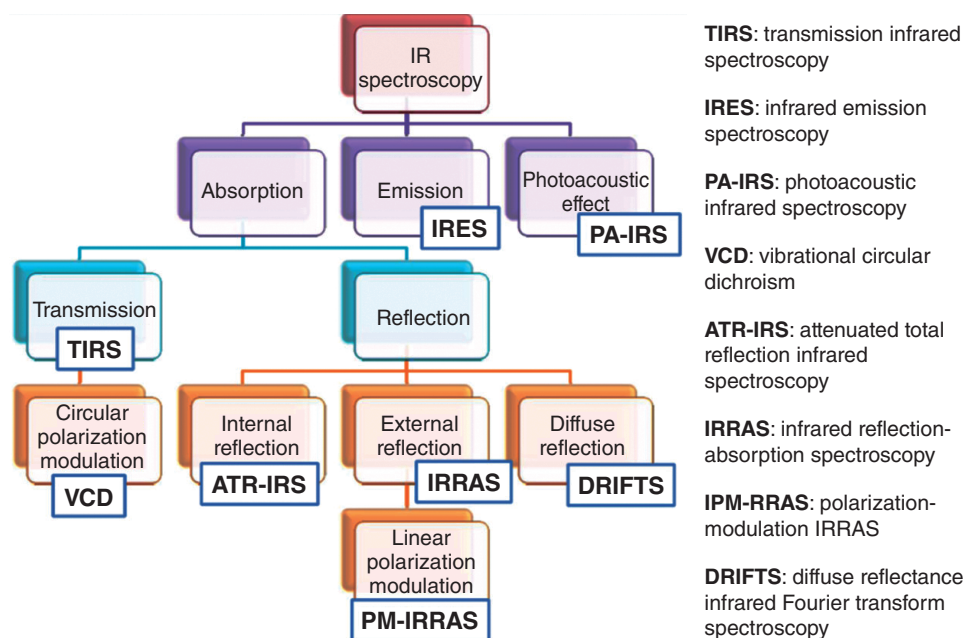 IR
spectroscopy
Absorption
Emission
IRES
Photoacoustic
effect
PA-IRS
Transmission
TIRS
Reflection
Circular
polarization
modulation
VCD
Internal
reflection
ATR-IRS
External
reflection
IRRAS
Diffuse
reflection
DRIFTS
Linear
polarization
modulation
PM-IRRAS
TIRS: transmission infrared
spectroscopy
IRES: infrared emission
spectroscopy
PA-IRS: photoacoustic
infrared spectroscopy
VCD: vibrational circular
dichroism
ATR-IRS: attenuated total
reflection infrared
spectroscopy
IRRAS: infrared reflection-
absorption spectroscopy
IPM-RRAS: polarization-
modulation IRRAS
DRIFTS: diffuse reflectance
infrared Fourier transform
spectroscopy